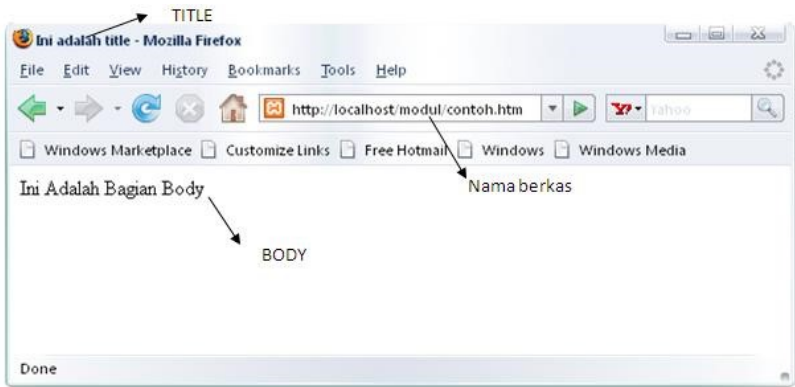 TITLE
Ini adalah title - Mozilla Firefox
File Edit View History Bookmarks Tools Help
http://localhost/modul/contoh.htm Yahoo
Windows Marketplace Customize Links Free Hotmail Windows Windows Media
Ini Adalah Bagian Body
Nama berkas
BODY
Done